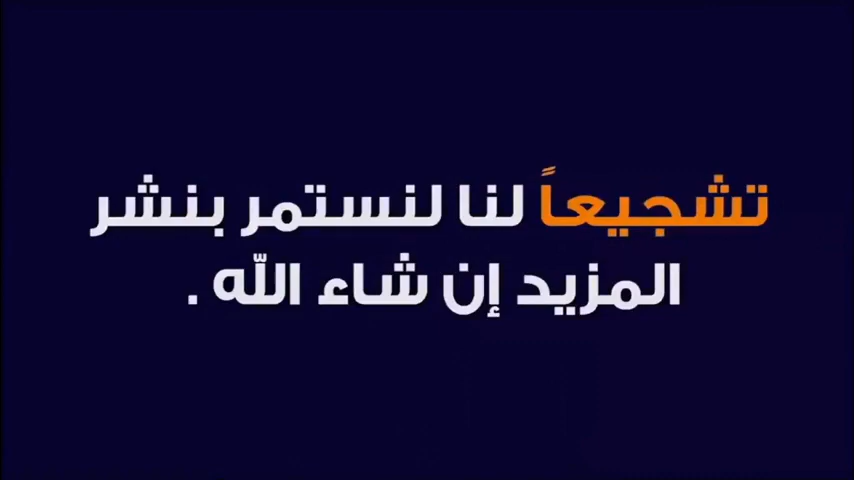 تشجيعاً لنا لنستمر بنشر
المزيد إن شاء الله .